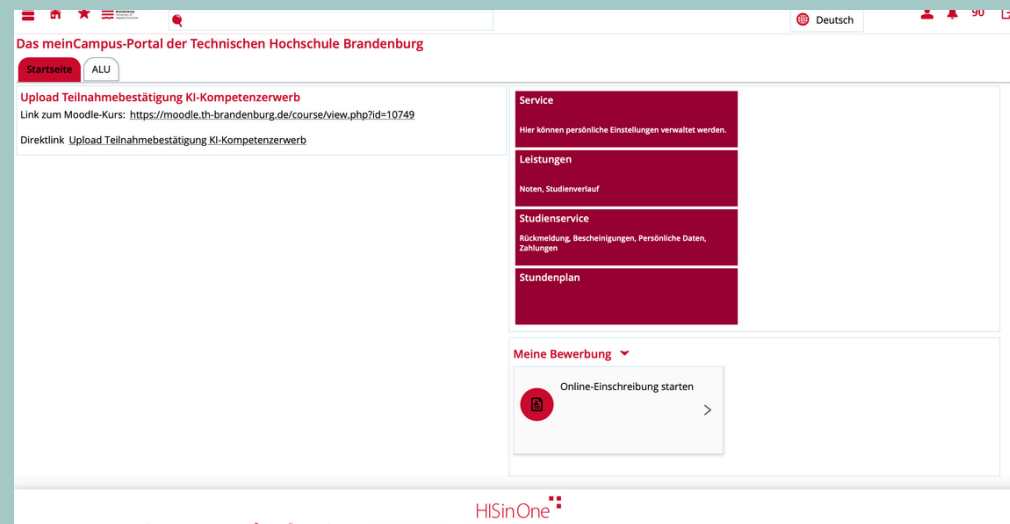 Deutsch
90
Das meinCampus-Portal der Technischen Hochschule Brandenburg
Startseite
ALU
Upload Teilnahmebestätigung KI-Kompetenzerwerb
Link zum Moodle-Kurs: https://moodle.th-brandenburg.de/course/view.php?id=10749
Direktlink Upload Teilnahmebestätigung KI-Kompetenzerwerb
Service
Hier können persönliche Einstellungen verwaltet werden.
Leistungen
Noten, Studienverlauf
Studienservice
Rückmeldung, Bescheinigungen, Persönliche Daten,
Zahlungen
Stundenplan
Meine Bewerbung
Online-Einschreibung starten
HISinOne